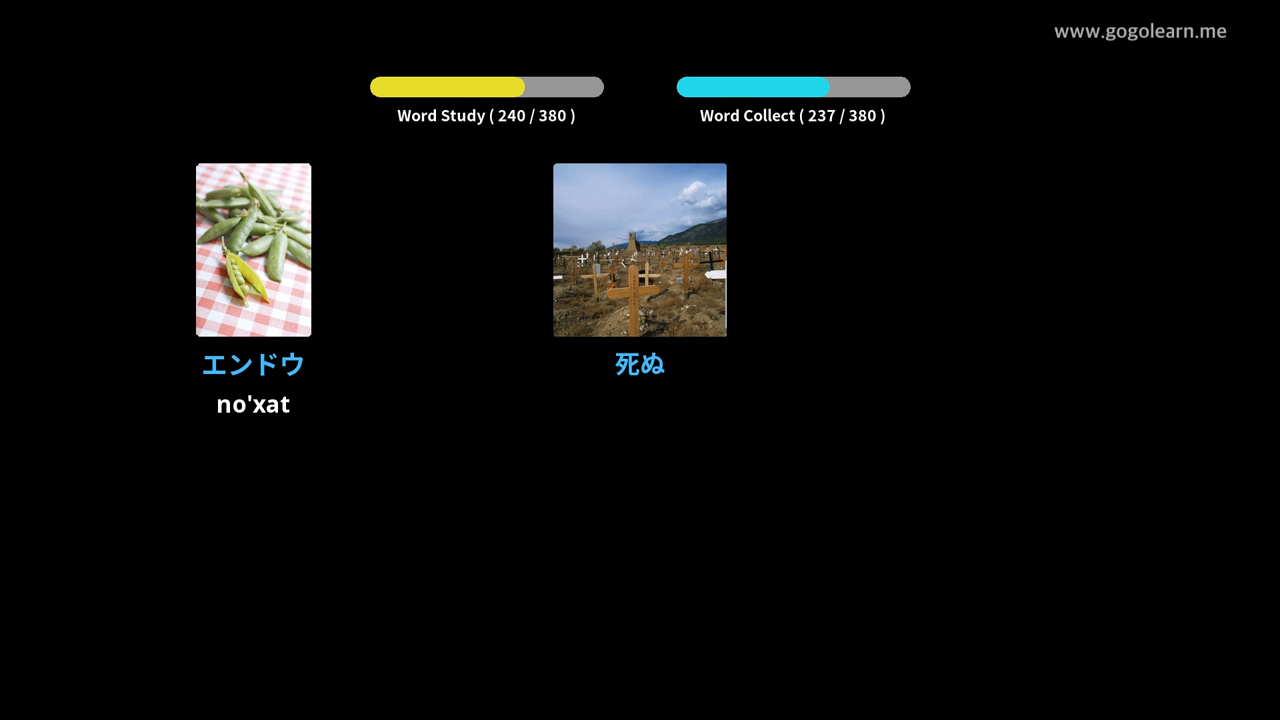 www.gogolearn.me
Word Study ( 240 / 380 )
Word Collect ( 237 / 380 )
エンドウ
no'xat
死ぬ